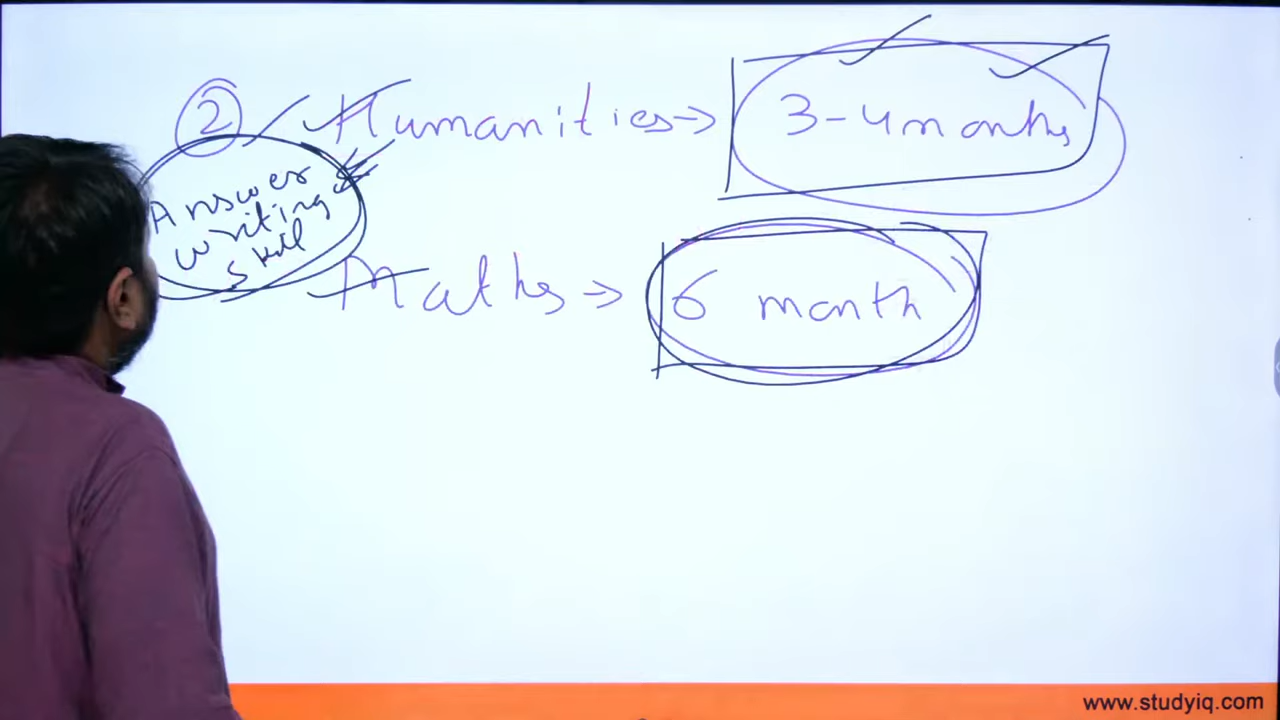 2 Humanities → 3-4 months
Answer
writing
skill
Maths → 6 month
www.studyiq.com